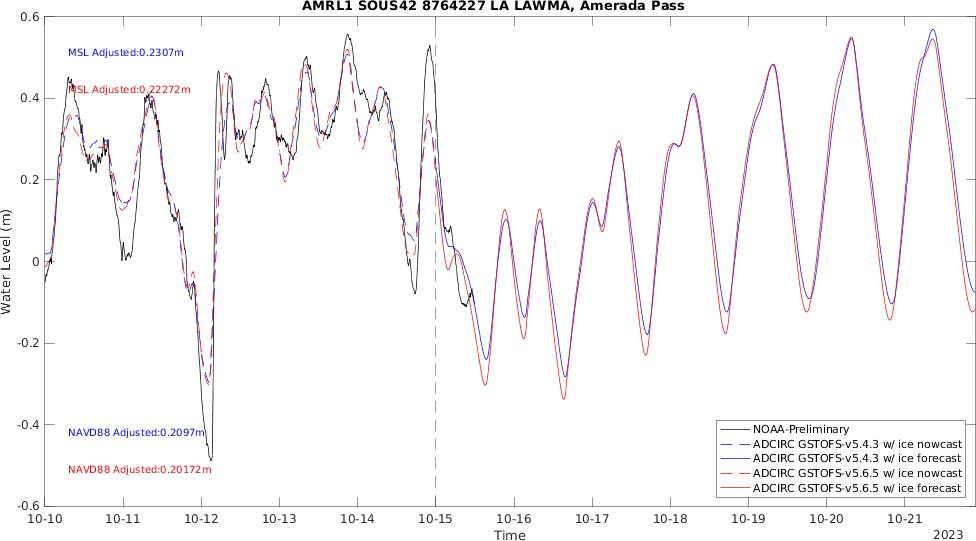 AMRL1 SOUS42 8764227 LA LAWMA, Amerada Pass
0.6
MSL Adjusted:0.2307m
MSL Adjusted:0.22272m
0.4
0.2
0
-0.2
-0.4
-0.6
Water Level (m)
NAVD88 Adjusted:0.2097m
NAVD88 Adjusted:0.20172m
NOAA-Preliminary
ADCIRC GSTOFS-v5.4.3 w/ ice nowcast
ADCIRC GSTOFS-v5.4.3 w/ ice forecast
ADCIRC GSTOFS-v5.6.5 w/ ice nowcast
ADCIRC GSTOFS-v5.6.5 w/ ice forecast
10-10 10-11 10-12 10-13 10-14 10-15 10-16 10-17 10-18 10-19 10-20 10-21
Time
2023